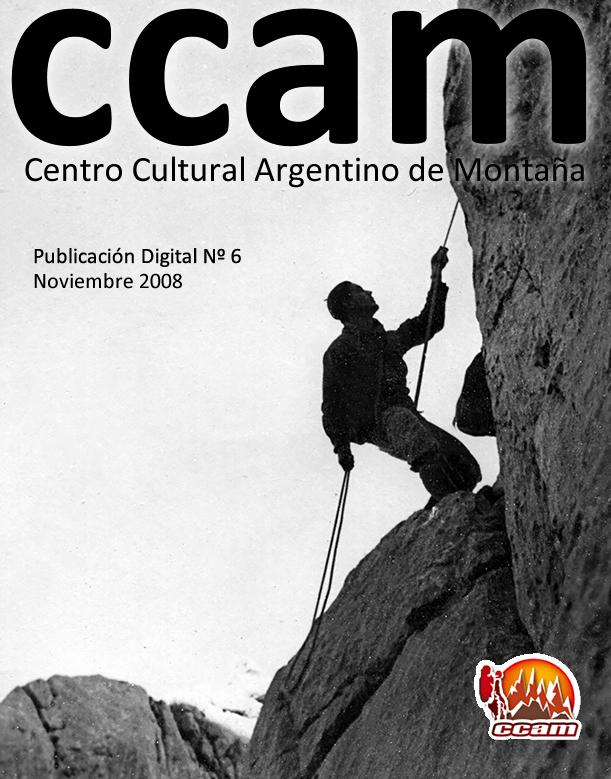 ccam
Centro Cultural Argentino de Montaña
Publicación Digital Nº 6
Noviembre 2008
ccam